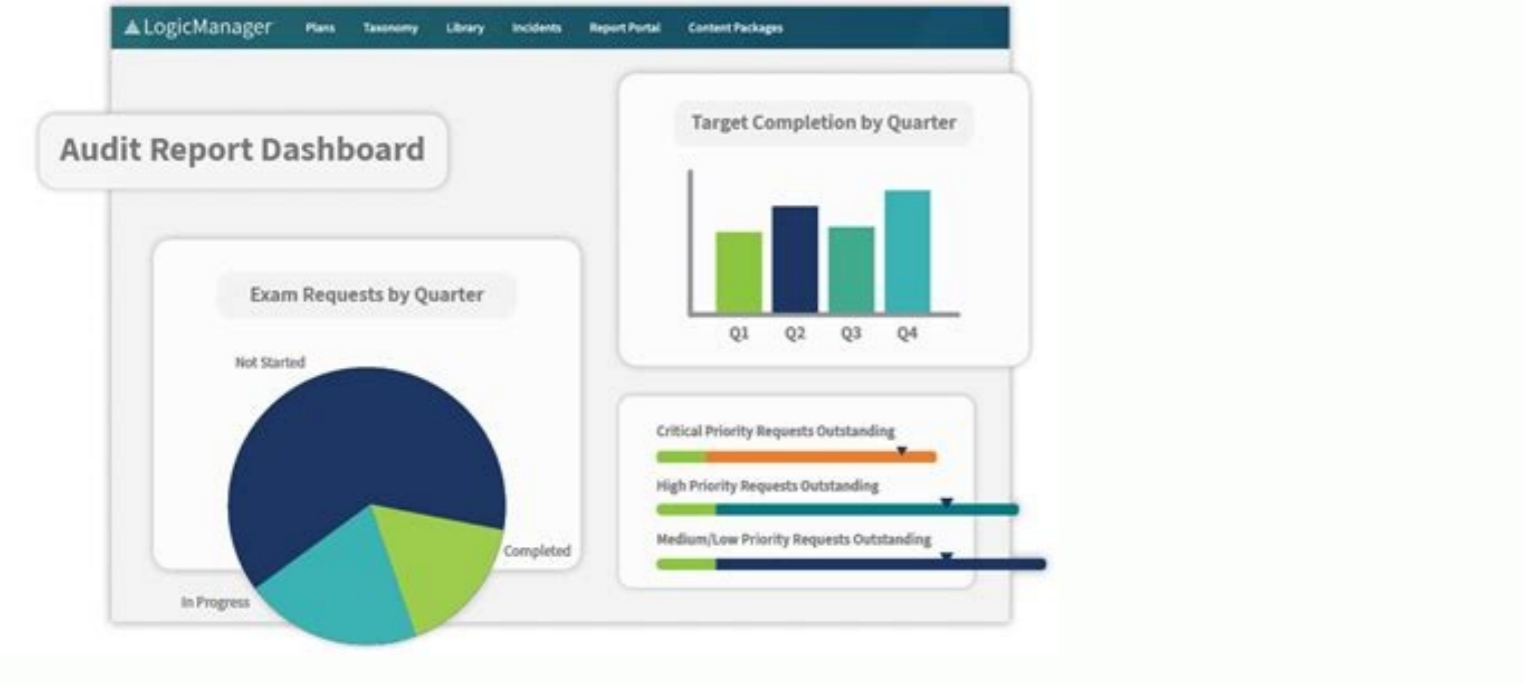 LogicManager Plans Taxonomy Library Incidents Report Portal Content Packages
Audit Report Dashboard
Target Completion by Quarter
Q1 Q2 Q3 Q4
Exam Requests by Quarter
Not Started
Completed
In Progress
Critical Priority Requests Outstanding
High Priority Requests Outstanding
Medium/Low Priority Requests Outstanding